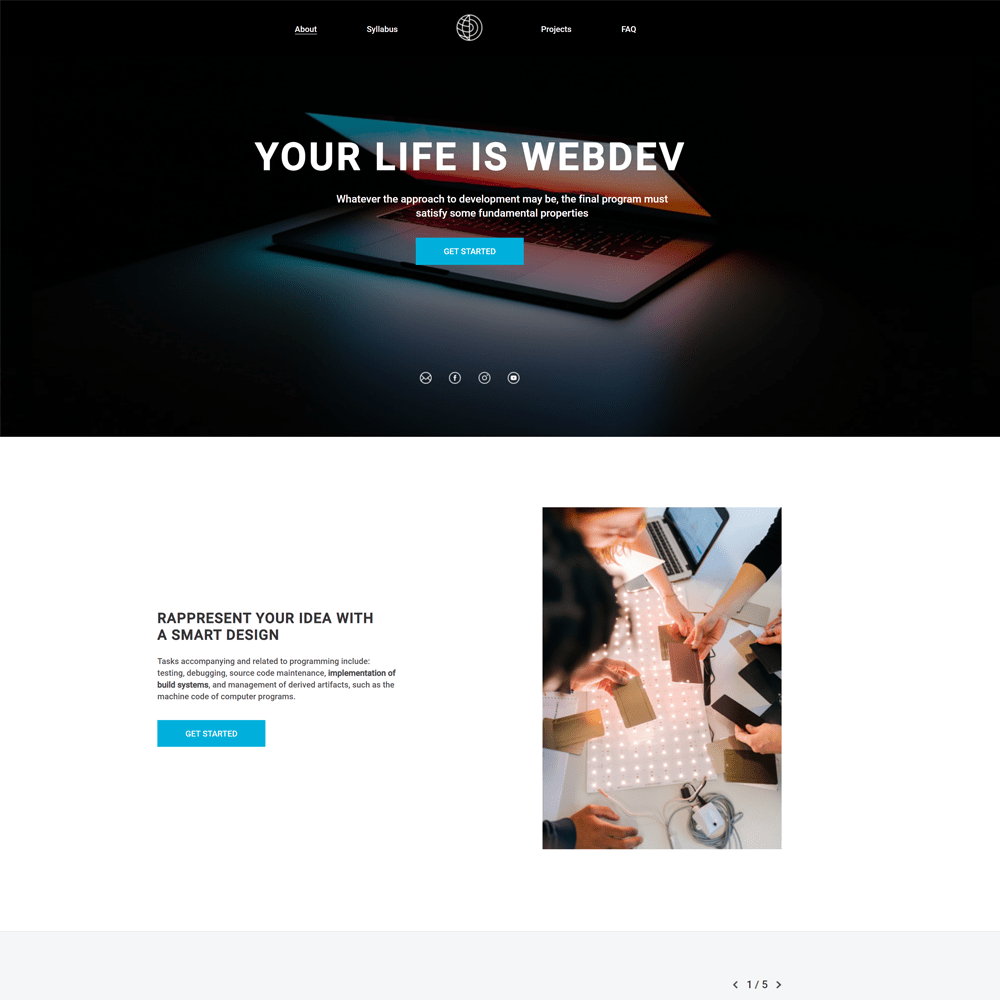 About
Syllabus
Projects
FAQ
YOUR LIFE IS WEBDEV
Whatever the approach to development may be, the final program must
satisfy some fundamental properties
GET STARTED
RAPPRESENT YOUR IDEA WITH
A SMART DESIGN
Tasks accompanying and related to programming include:
testing, debugging, source code maintenance, implementation of
build systems, and management of derived artifacts, such as the
machine code of computer programs.
GET STARTED
1 / 5